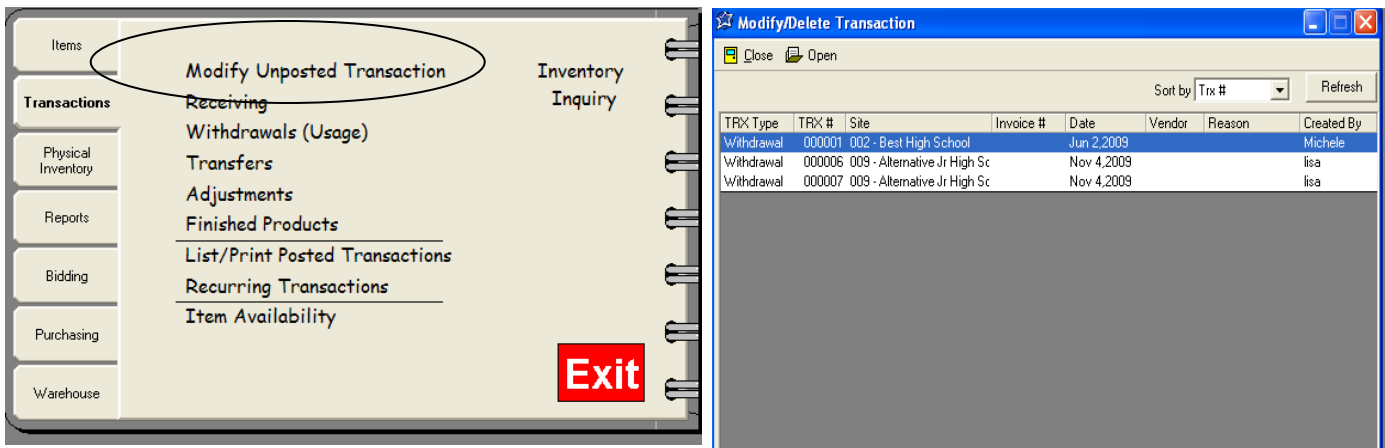 Items
Transactions
Physical
Inventory
Reports
Bidding
Purchasing
Warehouse
Modify Unposted Transaction
Receiving
Withdrawals (Usage)
Transfers
Adjustments
Finished Products
List/Print Posted Transactions
Recurring Transactions
Item Availability
Inventory
Inquiry
Exit
Modify/Delete Transaction
Close Open
Sort by Trx # Refresh
TRX Type TRX # Site Invoice # Date Vendor Reason Created By
Withdrawal 000001 002 - Best High School Jun 2,2009 Michele
Withdrawal 000006 009 - Alternative Jr High Sc Nov 4,2009 lisa
Withdrawal 000007 009 - Alternative Jr High Sc Nov 4,2009 lisa